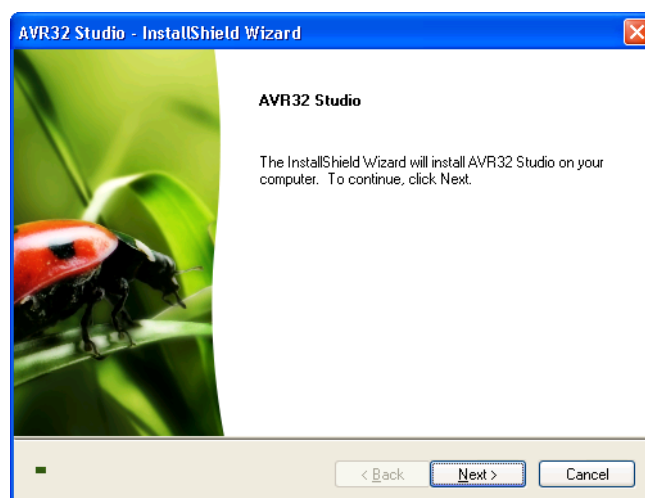 AVR32 Studio - InstallShield Wizard
AVR32 Studio
The InstallShield Wizard will install AVR32 Studio on your
computer. To continue, click Next.
< Back Next > Cancel